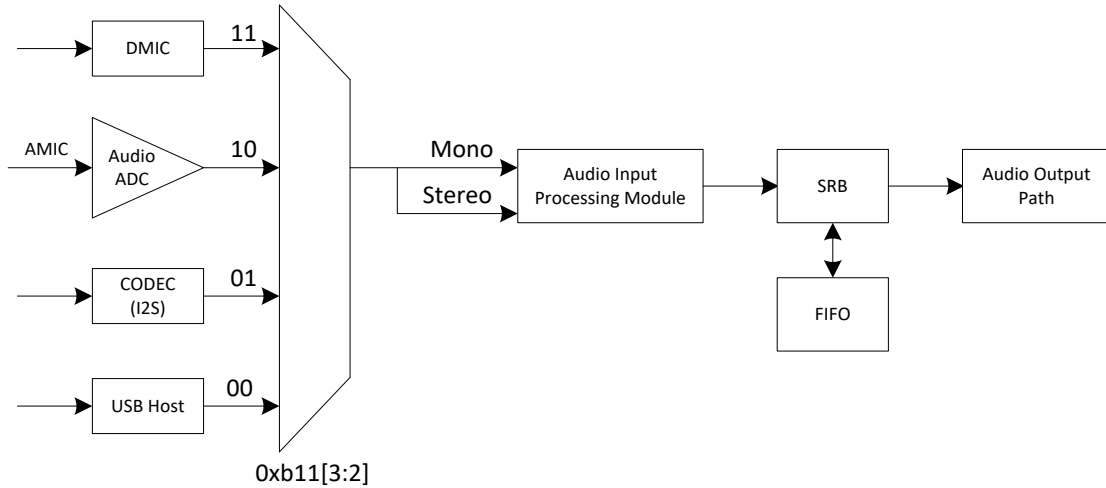 DMIC
11
AMIC
Audio
ADC
10
CODEC
(I2S)
01
USB Host
00
0xb11[3:2]
Mono
Stereo
Audio Input
Processing Module
SRB
FIFO
Audio Output
Path